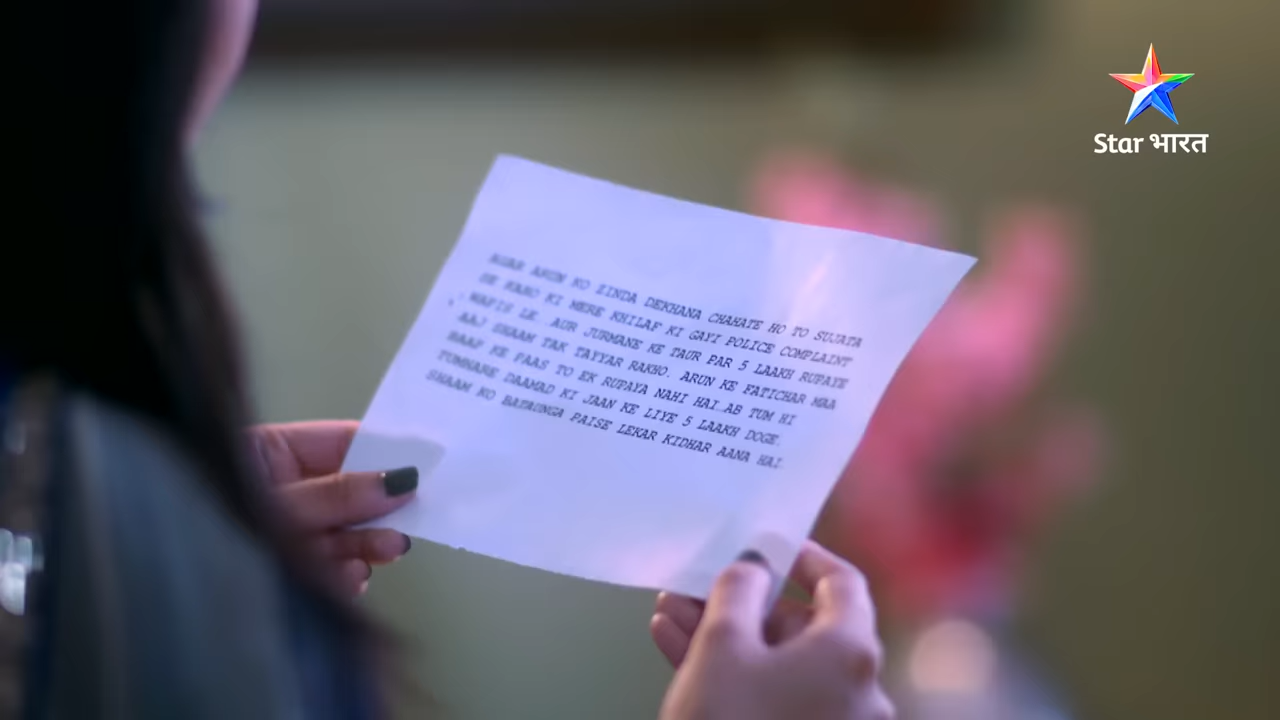 AGAR ARUN KO ZINDA DEKHANA CHAHATE HO TO SUJATA
SE KAHO KI MERE KHILAF KI GAYI POLICE COMPLAINT
WAPIS LE. AUR JURMANE KE TAUR PAR 5 LAAKH RUPAYE
AAJ SHAAM TAK TAYYAR RAKHO. ARUN KE FATICHAR MAA
BAAP KE PAAS TO EK RUPAYA NAHI HAI..AB TUM HI
TUMHARE DAAMAD KI JAAN KE LIYE 5 LAAKH DOGE.
SHAAM KO BATAUNGA PAISE LEKAR KIDHAR AANA HAI.
Star भारत